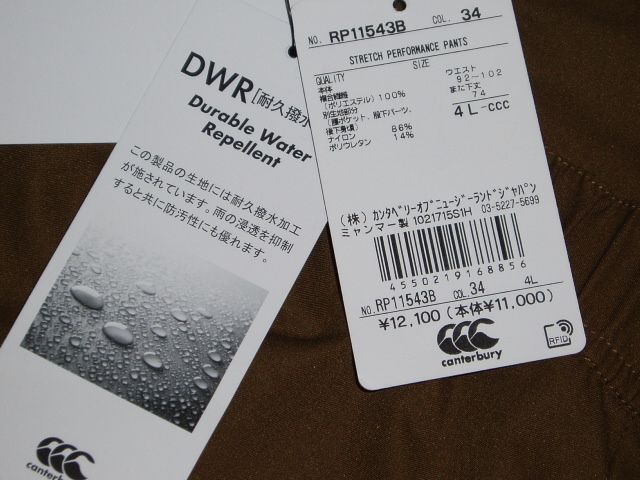 DWR[耐久撥水
Durable Water
Repellent
この製品の生地には耐久撥水加工
が施されています。雨の浸透を抑制
すると共に防汚性にも優れます。
canterbury
NO. RP11543B COL. 34
STRETCH PERFORMANCE PANTS
QUALITY SIZE
本体
複合繊維
(ポリエステル) 100%
別生地部分
(腰ポケット、股下パーツ、
後下身頃)
ナイロン 86%
ポリウレタン 14%
ウエスト
92-102
また下丈
74
4L-CCC
(株) カンタベリーオブニュージーランドジャパン
ミャンマー製 1021715S1H 03-5227-5699
4550219168856
NO. RP11543B COL. 34 4L
¥12,100 (本体¥11,000)
canterbury
RFID